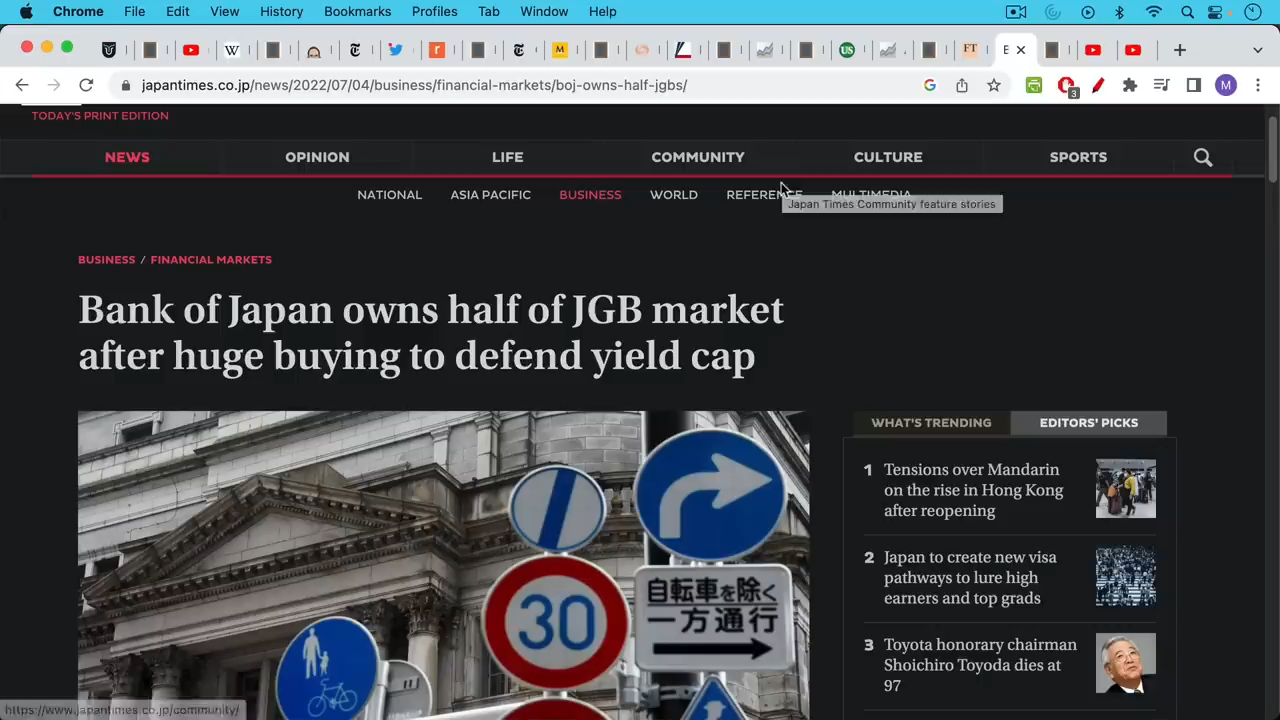 Chrome File Edit View History Bookmarks Profiles Tab Window Help
japantimes.co.jp/news/2022/07/04/business/financial-markets/boj-owns-half-jgbs/
3
M
TODAY'S PRINT EDITION
NEWS OPINION LIFE COMMUNITY CULTURE SPORTS
NATIONAL ASIA PACIFIC BUSINESS WORLD REFERENCE MULTIMEDIA
Japan Times Community feature stories
BUSINESS / FINANCIAL MARKETS
Bank of Japan owns half of JGB market
after huge buying to defend yield cap
WHAT'S TRENDING EDITORS' PICKS
1 Tensions over Mandarin
on the rise in Hong Kong
after reopening
2 Japan to create new visa
pathways to lure high
earners and top grads
3 Toyota honorary chairman
Shoichiro Toyoda dies at
97
30
自転車を除く
一方通行
https://www.japantimes.co.jp/community/